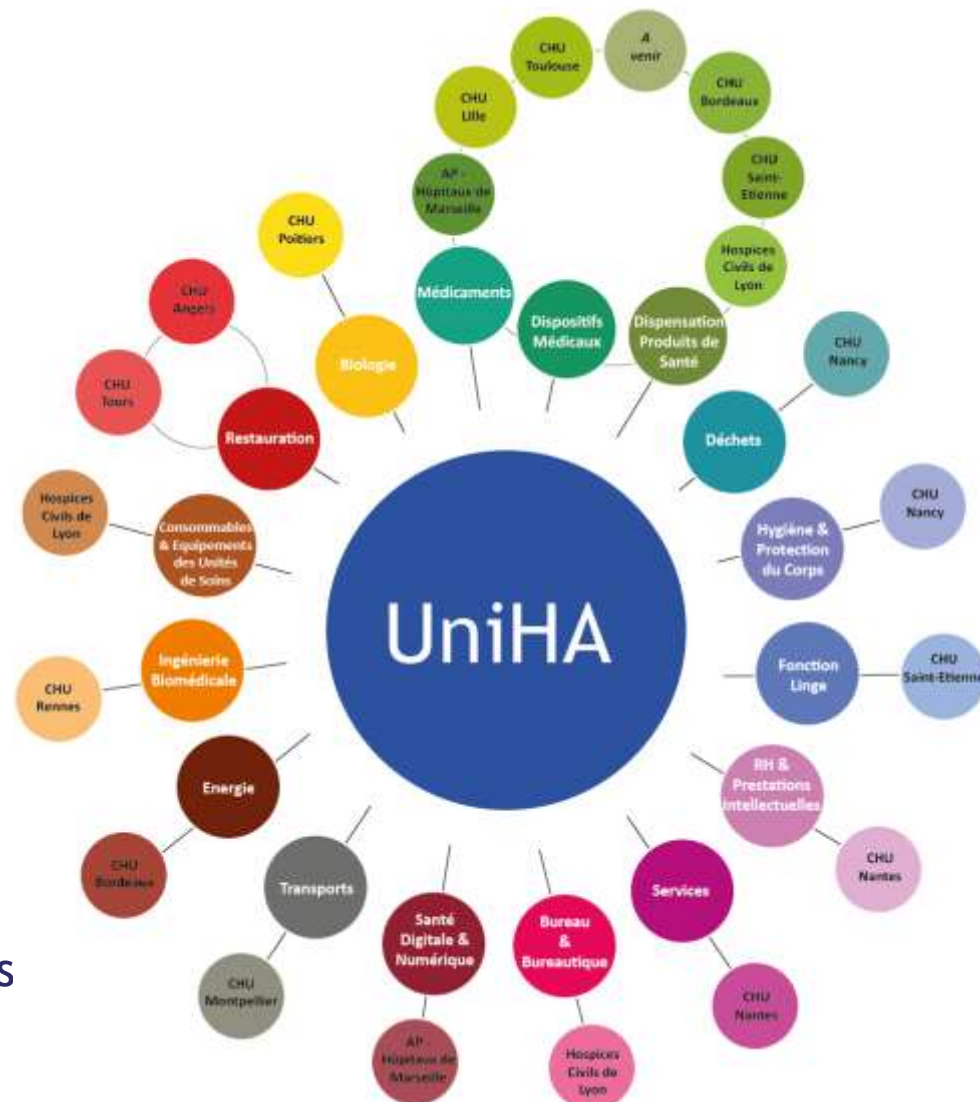 A
venir
CHU
Toulouse
CHU
Bordeaux
CHU
Lille
CHU
Saint-
Etienne
AP -
Hôpitaux de
Marseille
CHU
Poitiers
Hospices
Civils de
Lyon
Médicaments
CHU
Angers
Dispositifs
Médicaux
Dispensation
Produits de
Santé
CHU
Nancy
Biologie
CHU
Tours
Restauration
Déchets
Hospices
Civils de
Lyon
CHU
Nancy
Consommables
& Equipements
des Unités
de Soins
Hygiène &
Protection
du Corps
UniHA
Ingénierie
Biomédicale
Fonction
Linge
CHU
Saint-Etienne
CHU
Rennes
RH &
Prestations
Intellectuelles
Energie
CHU
Bordeaux
CHU
Nantes
Transports
Services
Santé
Digitale &
Numérique
Bureau
&
Bureautique
s
CHU
Montpellier
CHU
Nantes
AP -
Hôpitaux de
Marseille
Hospices
Civils de
Lyon